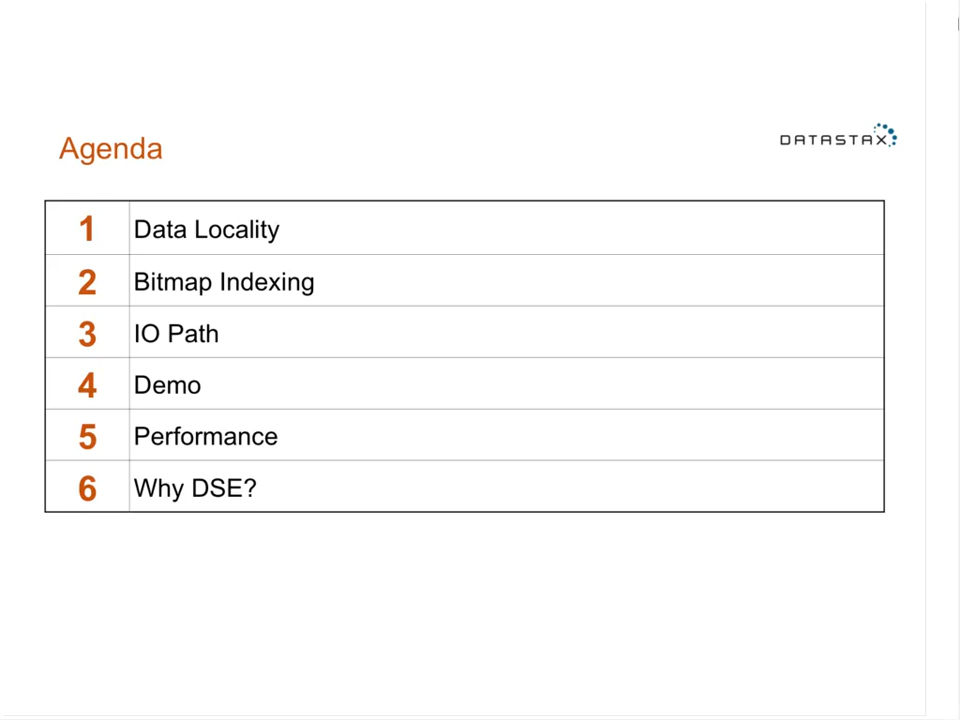 Agenda
DATASTAX
1 Data Locality
2 Bitmap Indexing
3 IO Path
4 Demo
5 Performance
6 Why DSE?